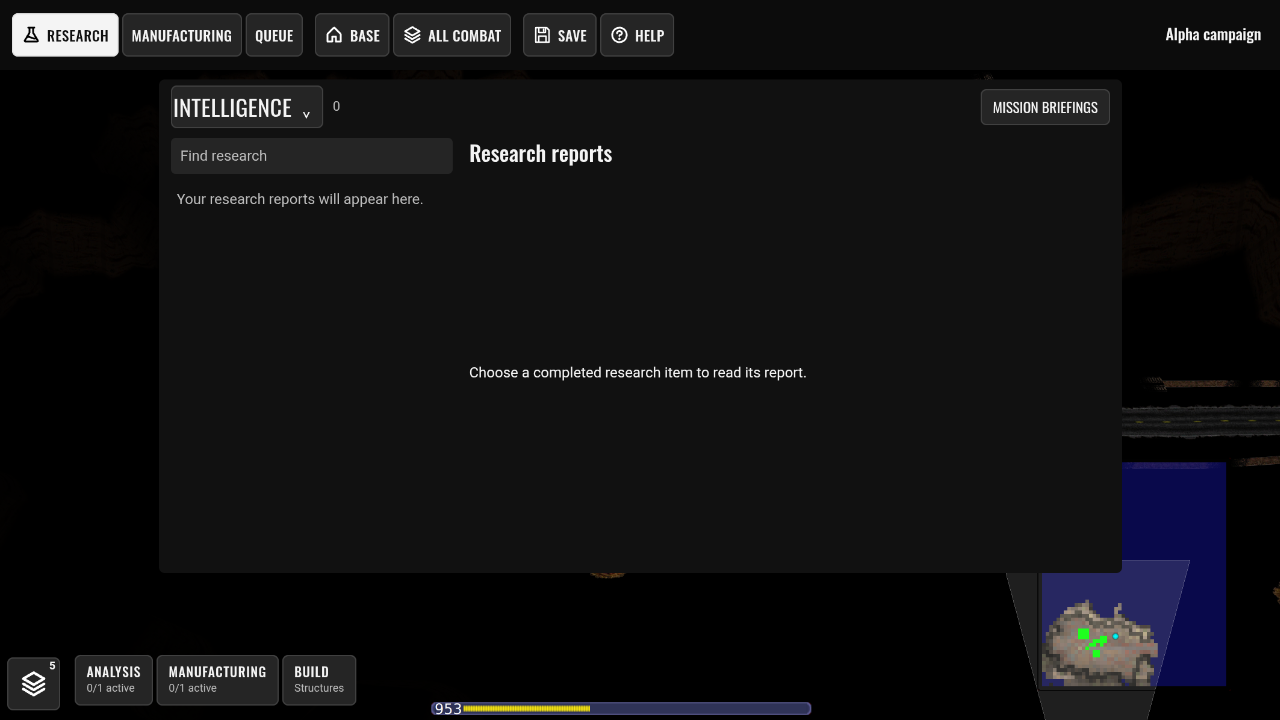 RESEARCH
MANUFACTURING
QUEUE
BASE
ALL COMBAT
SAVE
HELP
Alpha campaign
INTELLIGENCE
0
MISSION BRIEFINGS
Find research
Research reports
Your research reports will appear here.
Choose a completed research item to read its report.
5
ANALYSIS
0/1 active
MANUFACTURING
0/1 active
BUILD
Structures
953